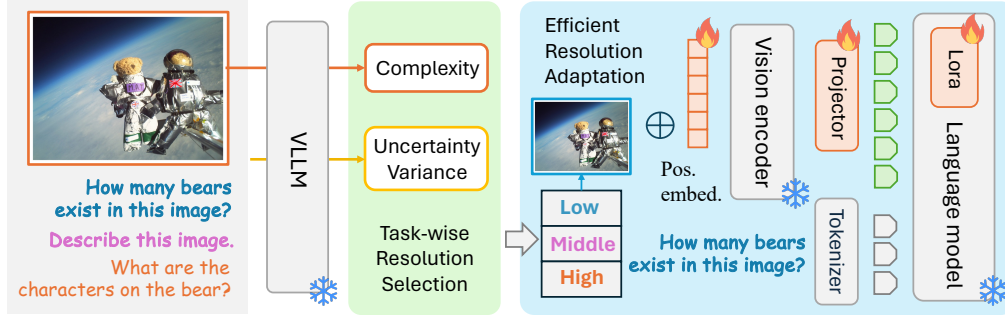 How many bears
exist in this image?
Describe this image.
What are the
characters on the bear?
VLLM
Complexity
Uncertainty
Variance
Task-wise
Resolution
Selection
Efficient
Resolution
Adaptation
Low
Middle
High
Pos.
embed.
How many bears
exist in this image?
Vision encoder
Projector
Tokenizer
Lora
Language model